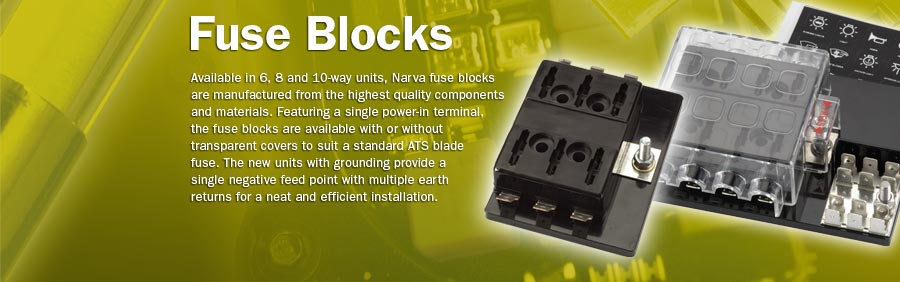 Fuse Blocks
Available in 6, 8 and 10-way units, Narva fuse blocks
are manufactured from the highest quality components
and materials. Featuring a single power-in terminal,
the fuse blocks are available with or without
transparent covers to suit a standard ATS blade
fuse. The new units with grounding provide a
single negative feed point with multiple earth
returns for a neat and efficient installation.